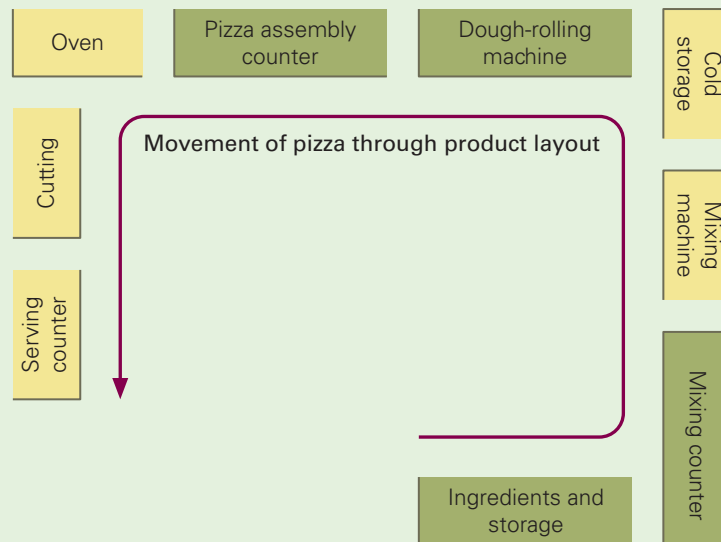 Oven
Pizza assembly
counter
Dough-rolling
machine
Cold
storage
Cutting
Movement of pizza through product layout
Mixing
machine
Serving
counter
Mixing counter
Ingredients and
storage